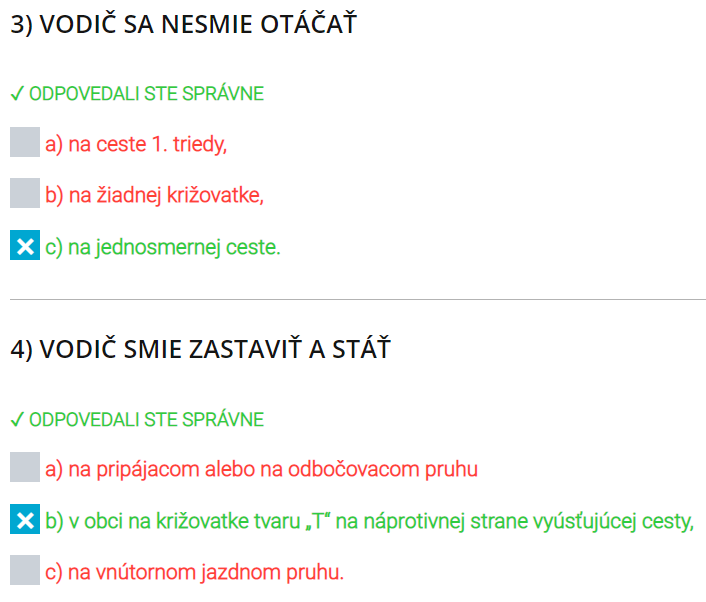 3) VODIČ SA NESMIE OTÁČAŤ
✓ ODPOVEDALI STE SPRÁVNE
a) na ceste 1. triedy,
b) na žiadnej križovatke,
c) na jednosmernej ceste.
4) VODIČ SMIE ZASTAVIŤ A STÁŤ
✓ ODPOVEDALI STE SPRÁVNE
a) na pripájacom alebo na odbočovacom pruhu
b) v obci na križovatke tvaru „T“ na náprotivnej strane vyúsťujúcej cesty,
c) na vnútornom jazdnom pruhu.